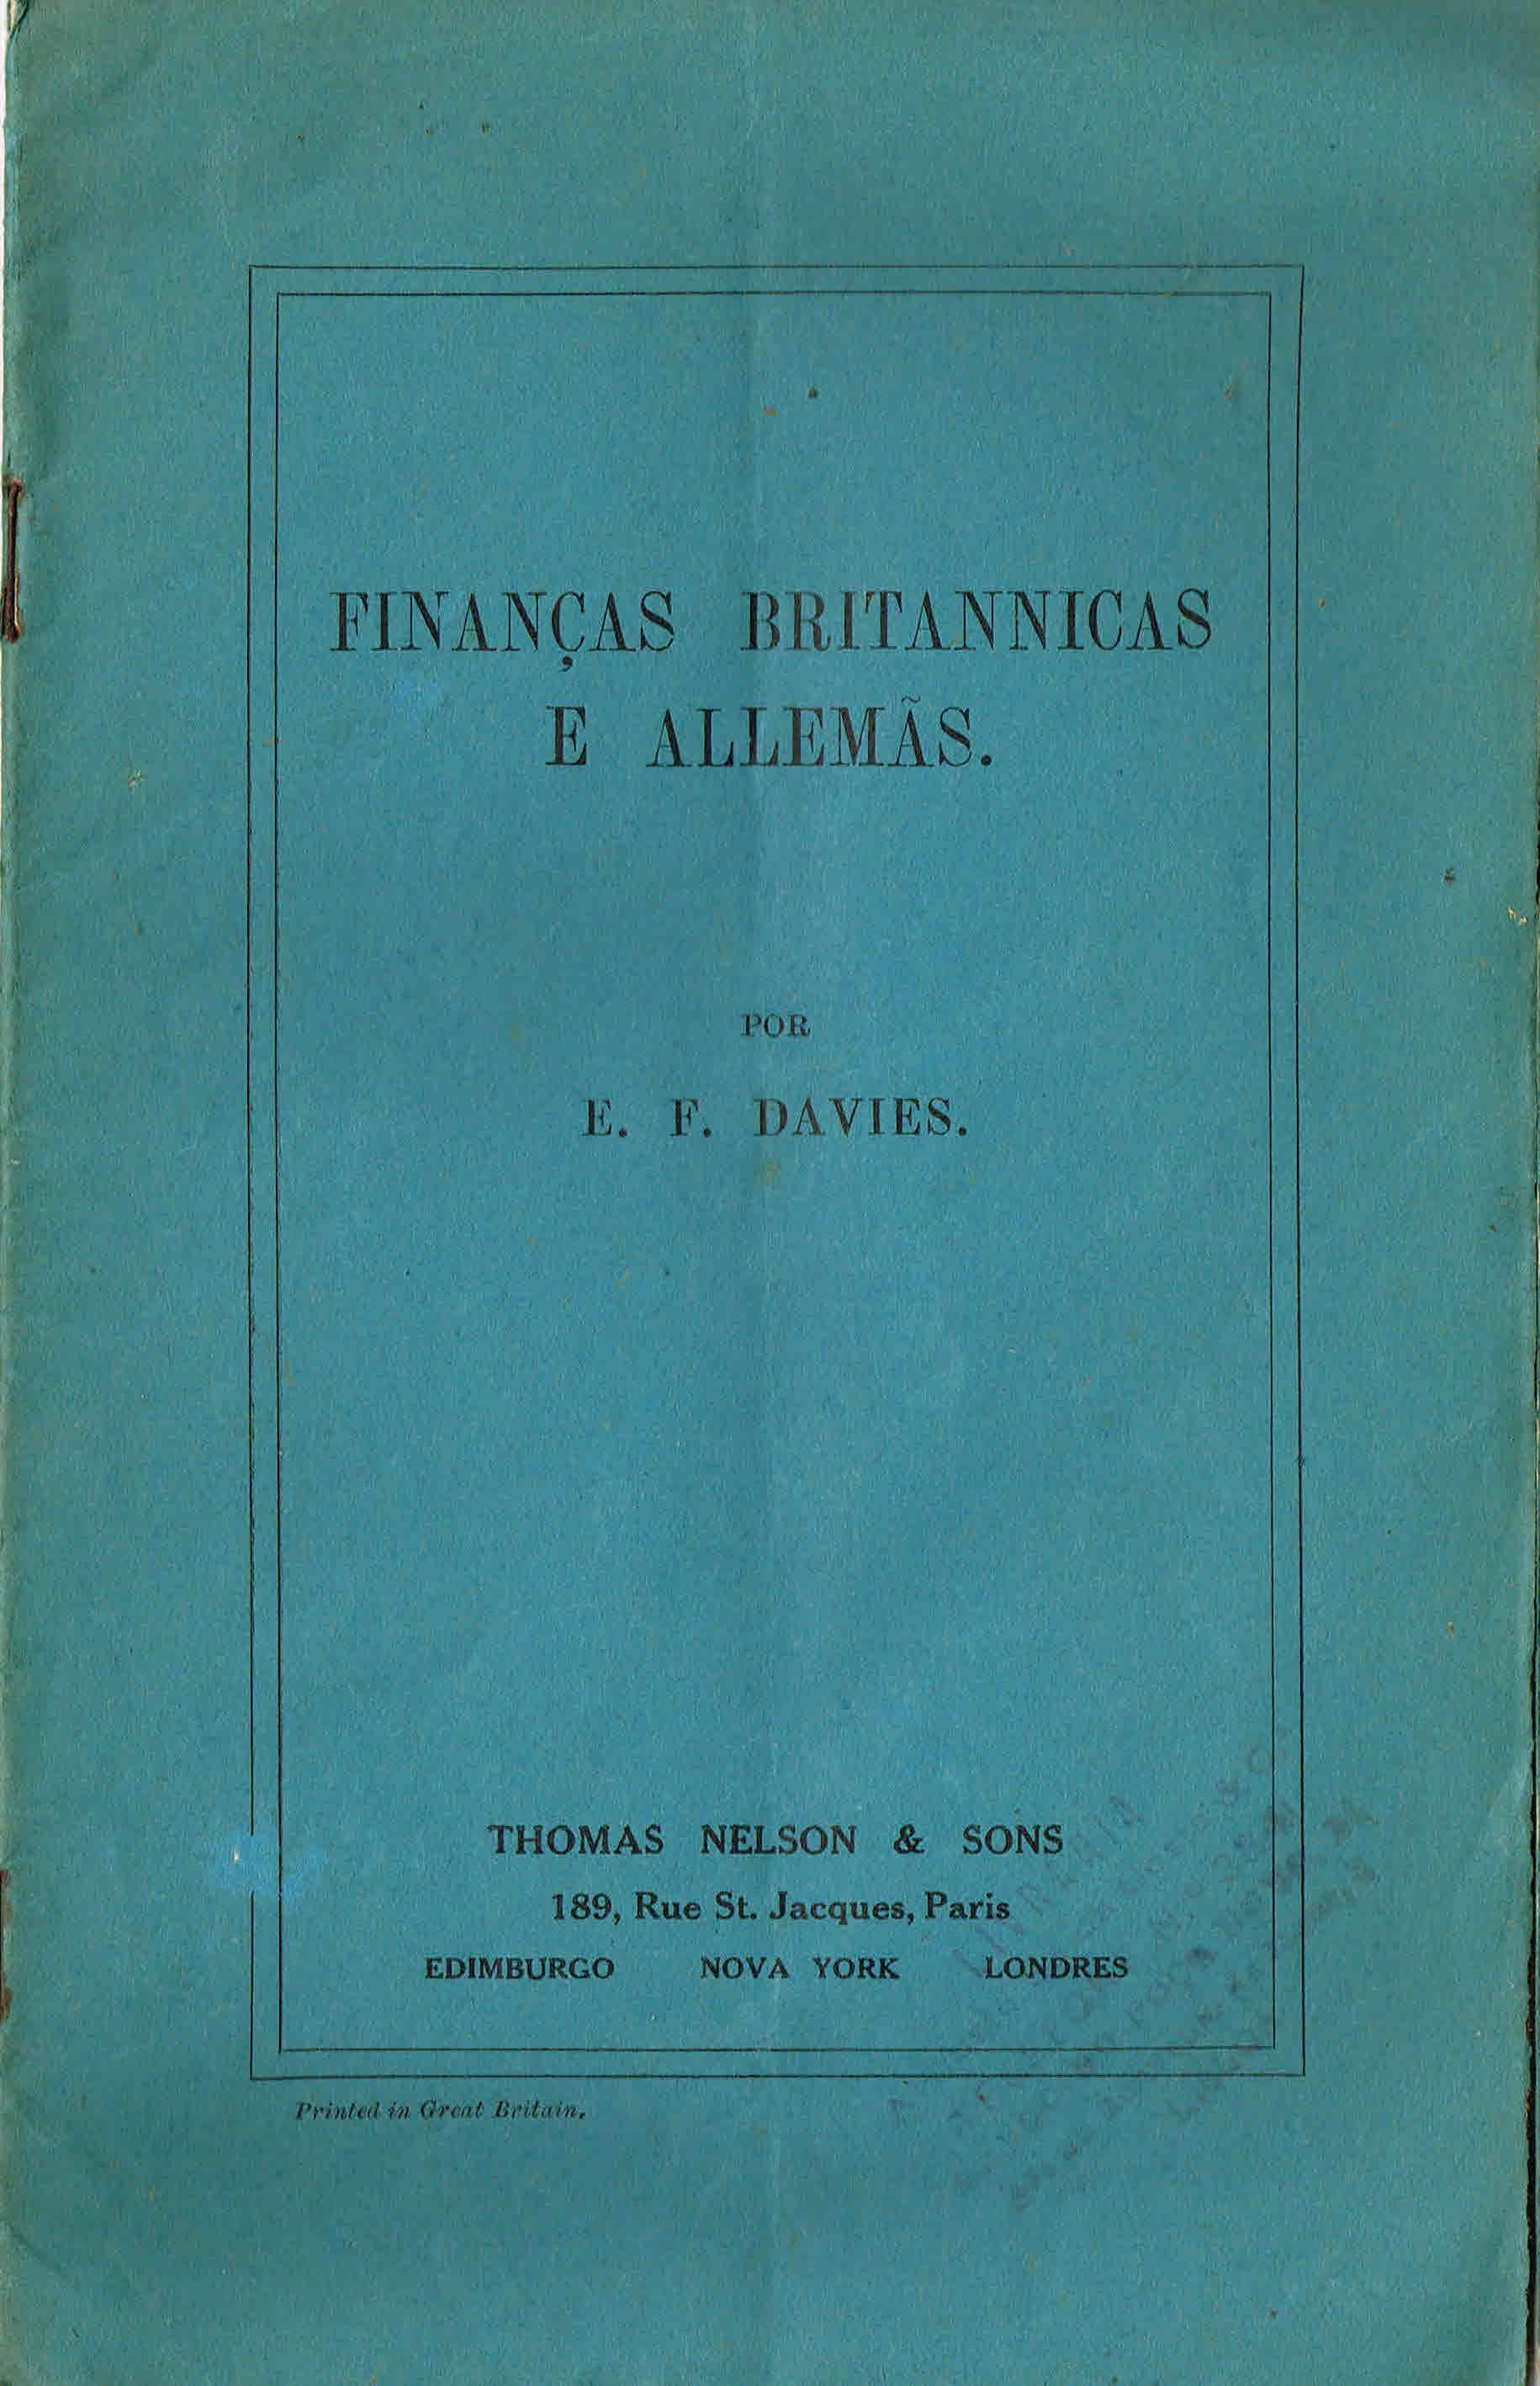 FINANÇAS BRITANNICAS
E ALLEMÃS.
POR
E. F. DAVIES.
THOMAS NELSON & SONS
189, Rue St. Jacques, Paris
EDIMBURGO NOVA YORK LONDRES
Printed in Great Britain.